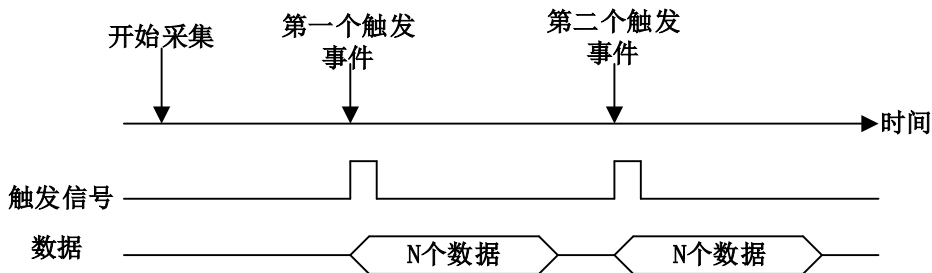 开始采集
第一个触发
事件
第二个触发
事件
时间
触发信号
数据
N个数据
N个数据